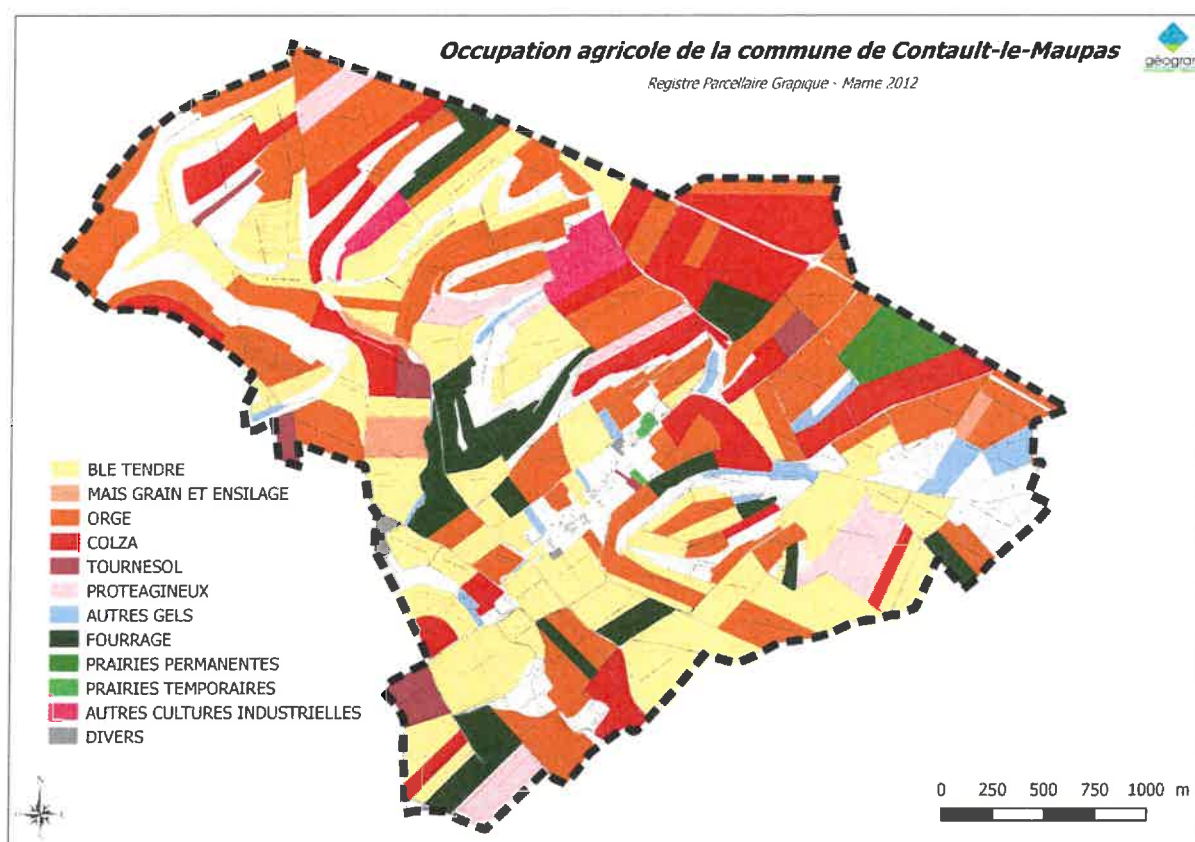 Occupation agricole de la commune de Contault-le-Maupas
Registre Parcellaire Grapique - Marne 2012
géogram
BLE TENDRE
MAIS GRAIN ET ENSILAGE
ORGE
COLZA
TOURNESOL
PROTEAGINEUX
AUTRES GELS
FOURRAGE
PRAIRIES PERMANENTES
PRAIRIES TEMPORAIRES
AUTRES CULTURES INDUSTRIELLES
DIVERS
N
0 250 500 750 1000 m